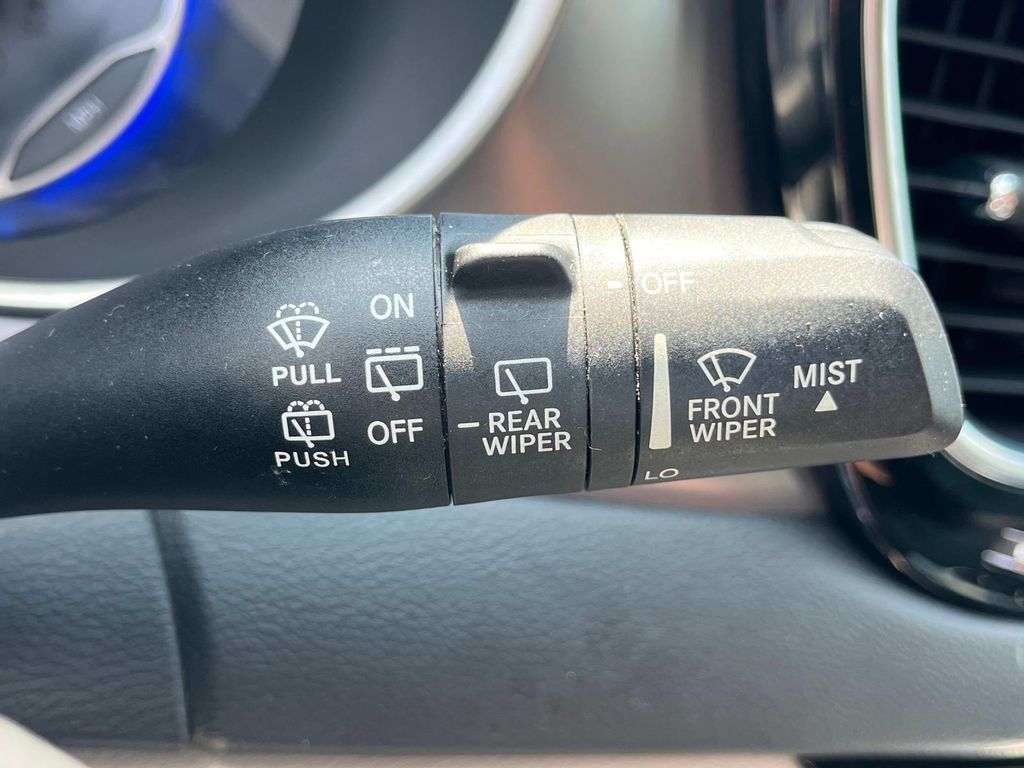 PULL
PUSH
ON
OFF
REAR
WIPER
OFF
LO
FRONT
WIPER
MIST